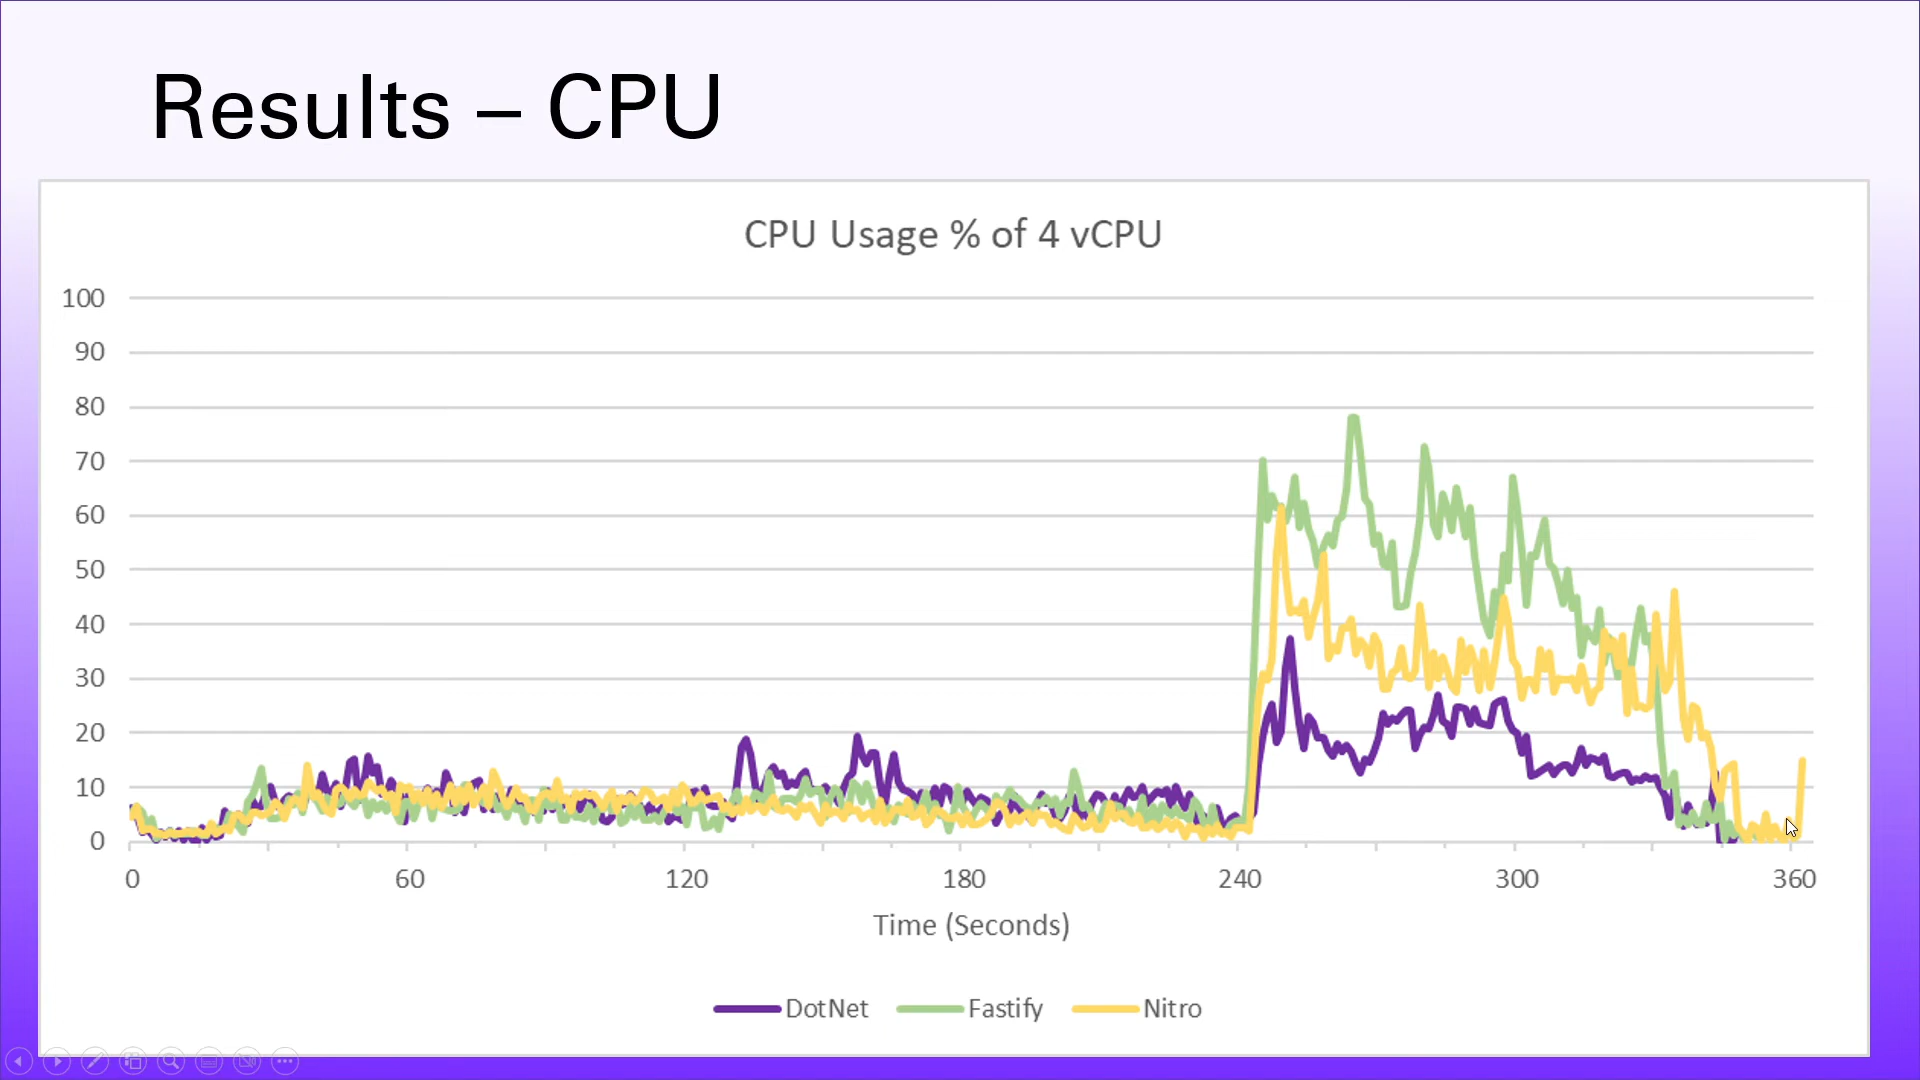 Results – CPU
CPU Usage % of 4 vCPU
100
90
80
70
60
50
40
30
20
10
0
0 60 120 180 240 300 360
Time (Seconds)
DotNet Fastify Nitro